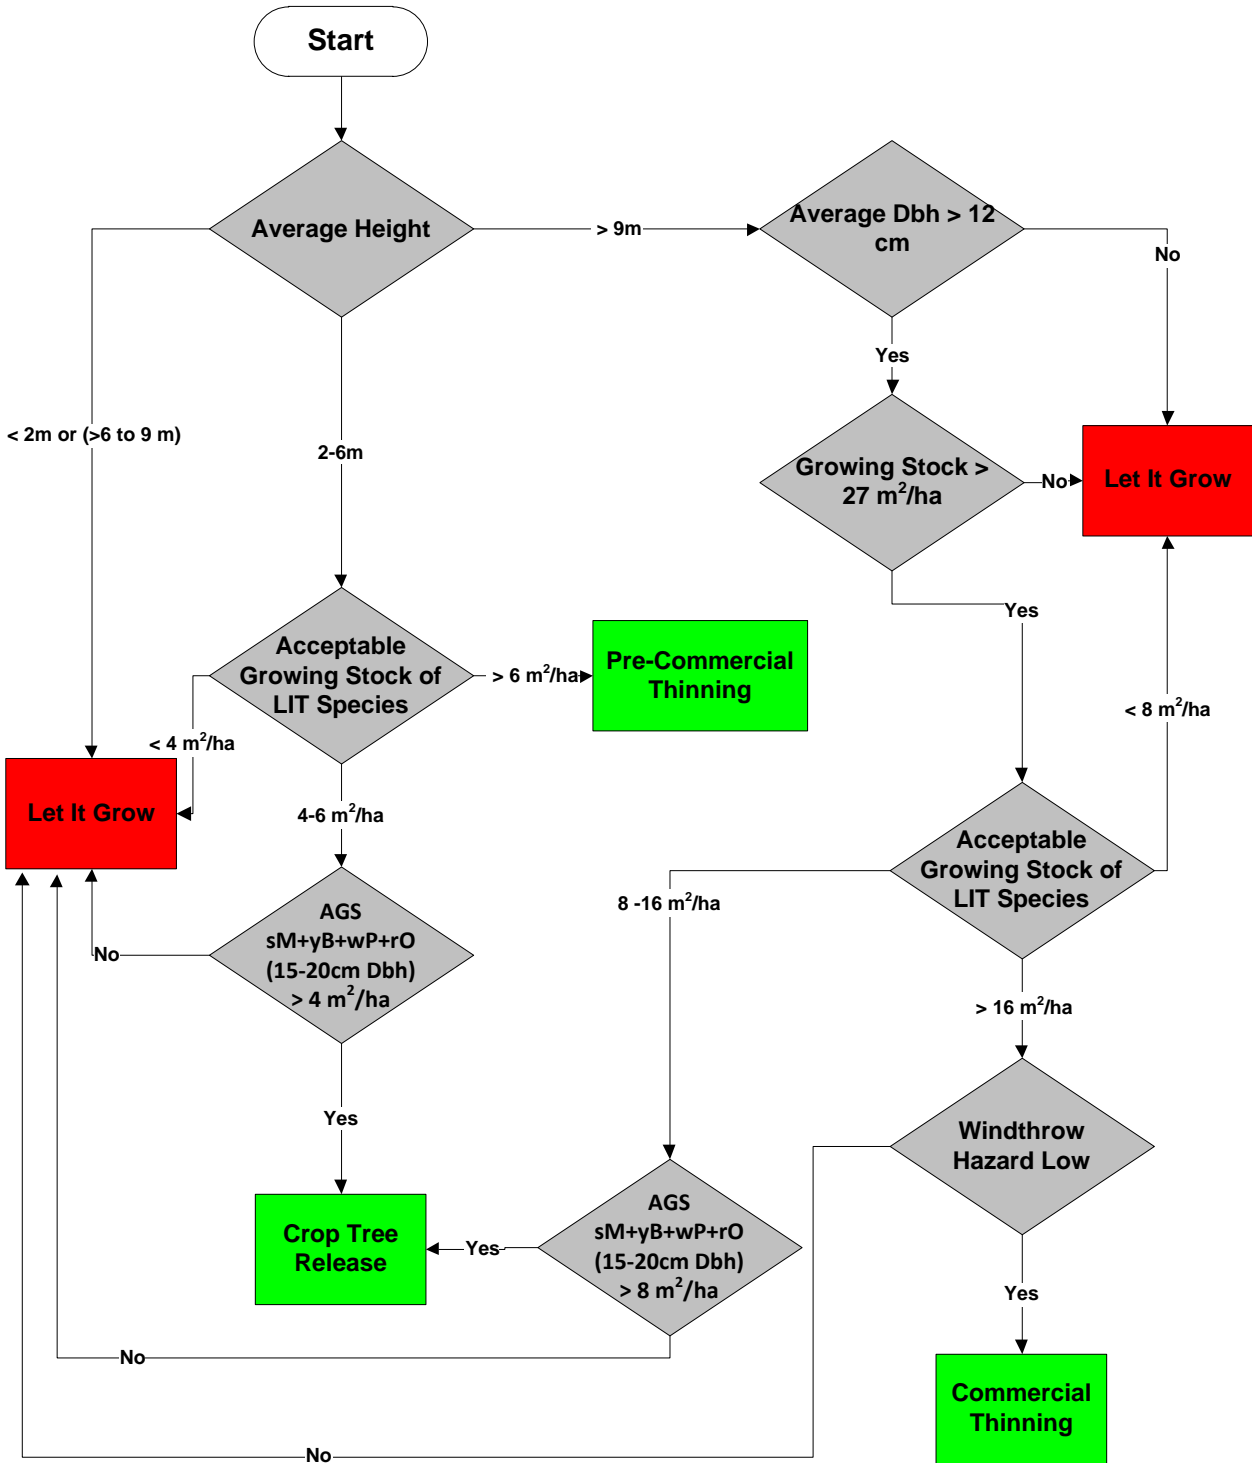 Start
Average Height
> 9m
Average Dbh > 12
cm
No
Yes
< 2m or (>6 to 9 m)
2-6m
Growing Stock >
27 m²/ha
No
Let It Grow
Yes
Acceptable
Growing Stock of
LIT Species
> 6 m²/ha
Pre-Commercial
Thinning
< 8 m²/ha
< 4 m²/ha
Let It Grow
4-6 m²/ha
Acceptable
Growing Stock of
LIT Species
8 -16 m²/ha
AGS
sM+yB+wP+rO
(15-20cm Dbh)
> 4 m²/ha
No
> 16 m²/ha
Yes
Windthrow
Hazard Low
Crop Tree
Release
Yes
AGS
sM+yB+wP+rO
(15-20cm Dbh)
> 8 m²/ha
Yes
No
Commercial
Thinning
No